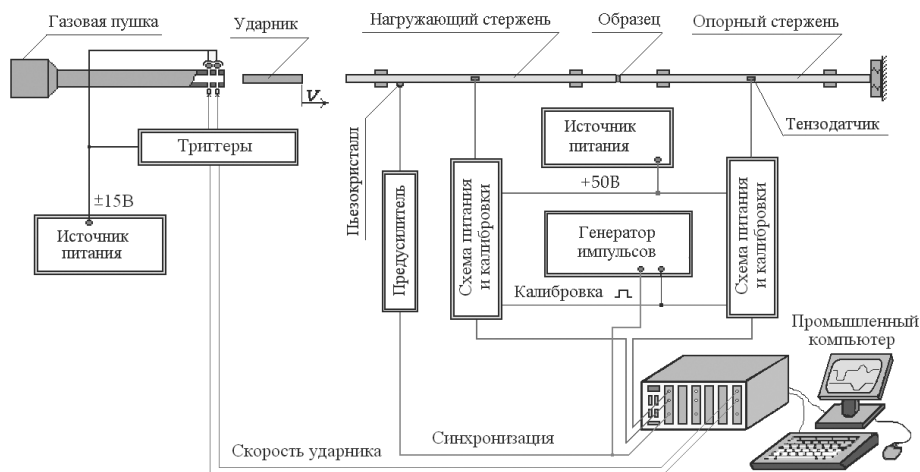 Газовая пушка
Ударник
Нагружающий стержень
Образец
Опорный стержень
V
Пьезокристалл
Триггеры
Источник
питания
Тензодатчик
±15В
Источник
питания
Предусилитель
Схема питания
и калибровки
+50В
Генератор
импульсов
Калибровка
Схема питания
и калибровки
Промышленный
компьютер
Скорость ударника
Синхронизация